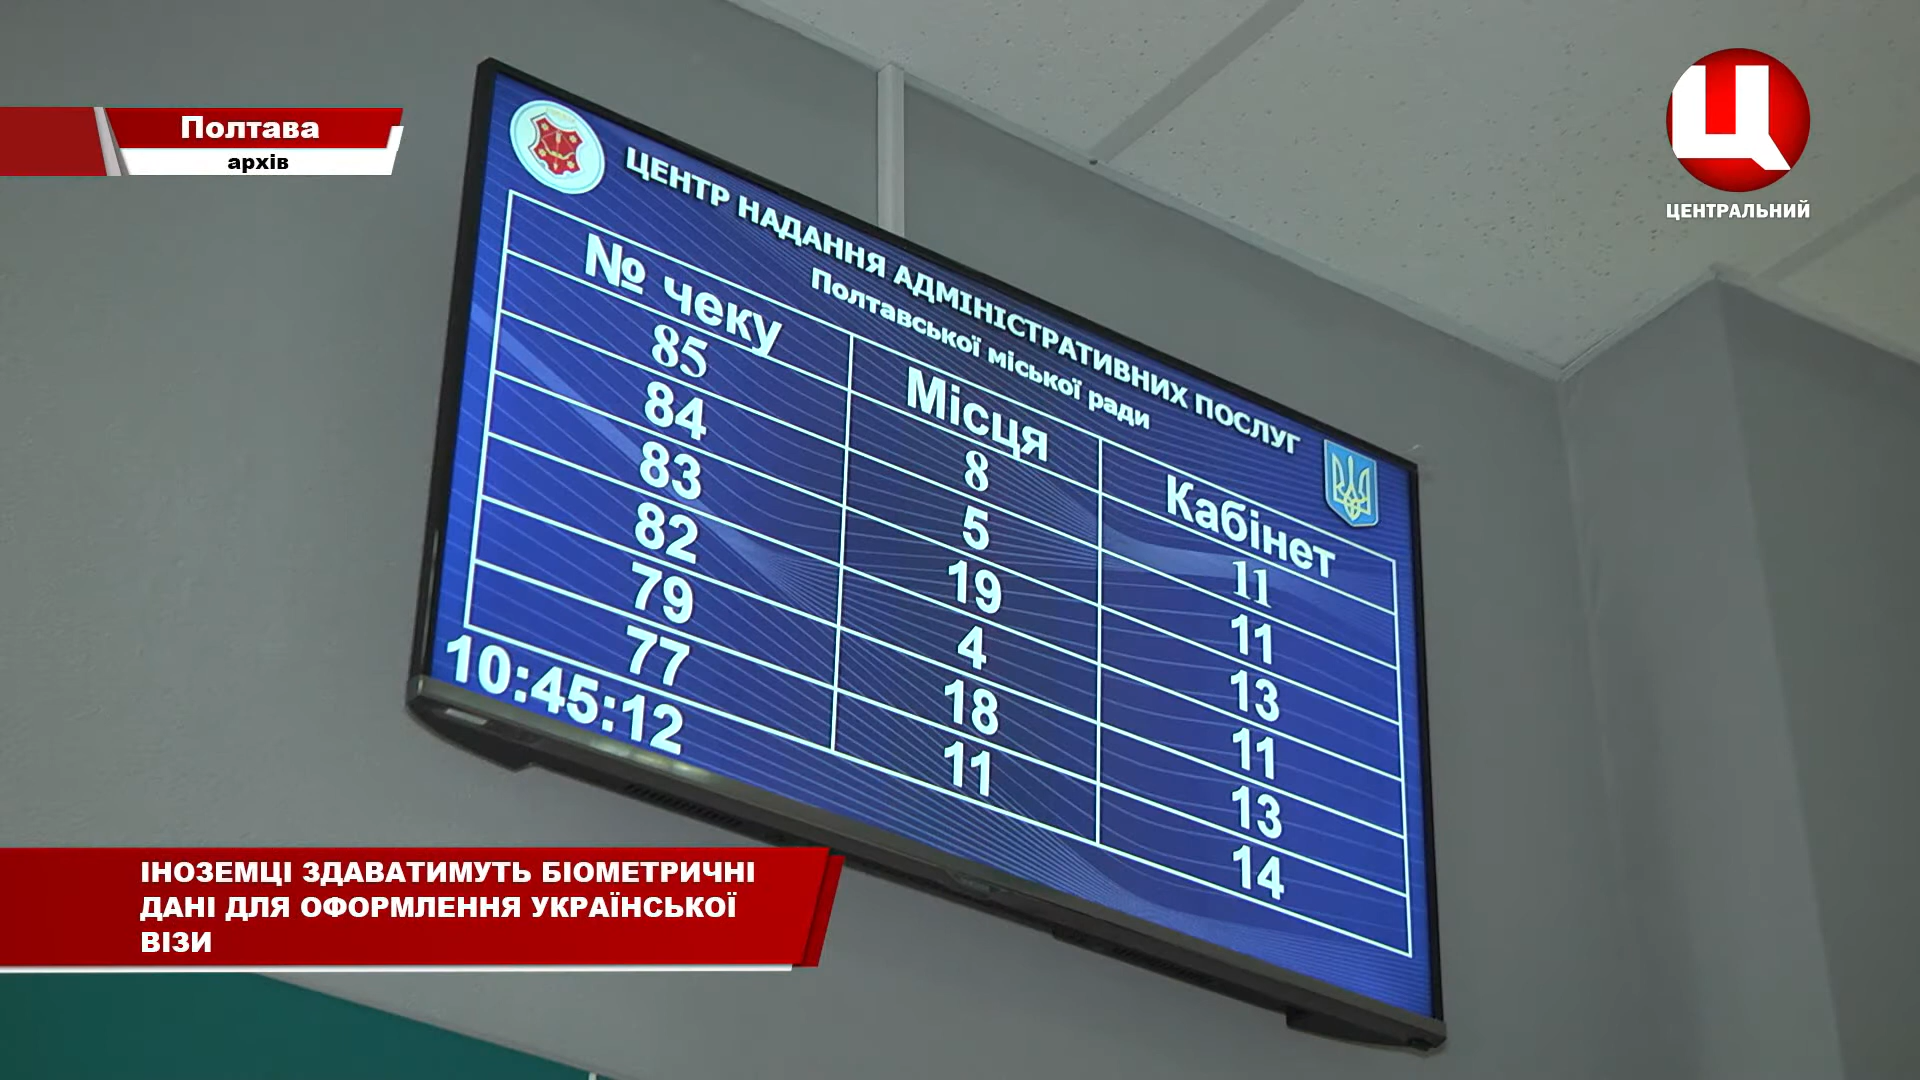 Полтава
архів
Ц
ЦЕНТРАЛЬНИЙ
ЦЕНТР НАДАННЯ АДМІНІСТРАТИВНИХ ПОСЛУГ
Полтавської міської ради
№ чеку Місця Кабінет
85 8 11
84 5 11
83 19 13
82 4 11
79 18 13
77 11 14
10:45:12
ІНОЗЕМЦІ ЗДАВАТИМУТЬ БІОМЕТРИЧНІ
ДАНІ ДЛЯ ОФОРМЛЕННЯ УКРАЇНСЬКОЇ
ВІЗИ